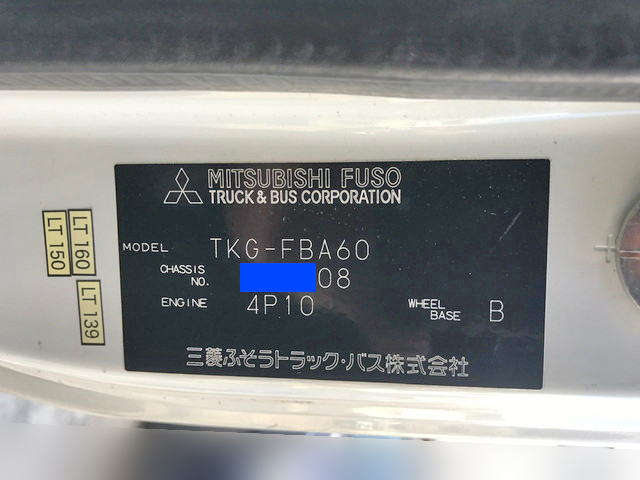 MITSUBISHI FUSO
TRUCK & BUS CORPORATION
MODEL TKG-FBA60
CHASSIS NO. 08
ENGINE 4P10 WHEEL BASE B
三菱ふそうトラック・バス株式会社
LT 160
LT 150
LT 139